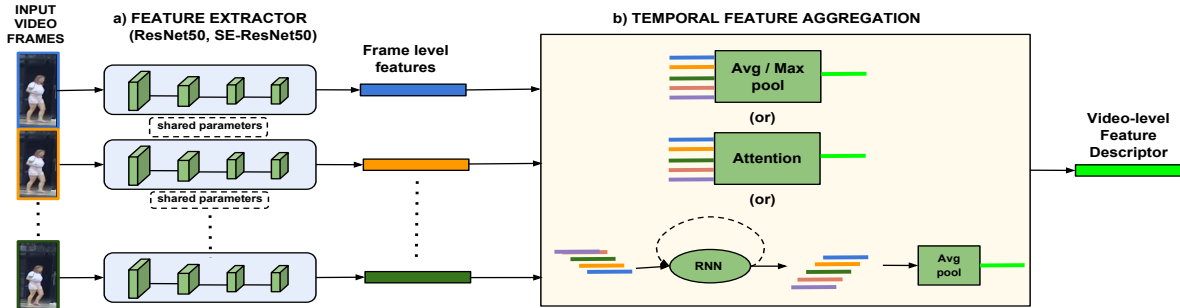 INPUT
VIDEO
FRAMES
a) FEATURE EXTRACTOR
(ResNet50, SE-ResNet50)
Frame level
features
shared parameters
shared parameters
b) TEMPORAL FEATURE AGGREGATION
Avg / Max
pool
(or)
Attention
(or)
RNN
Avg
pool
Video-level
Feature
Descriptor